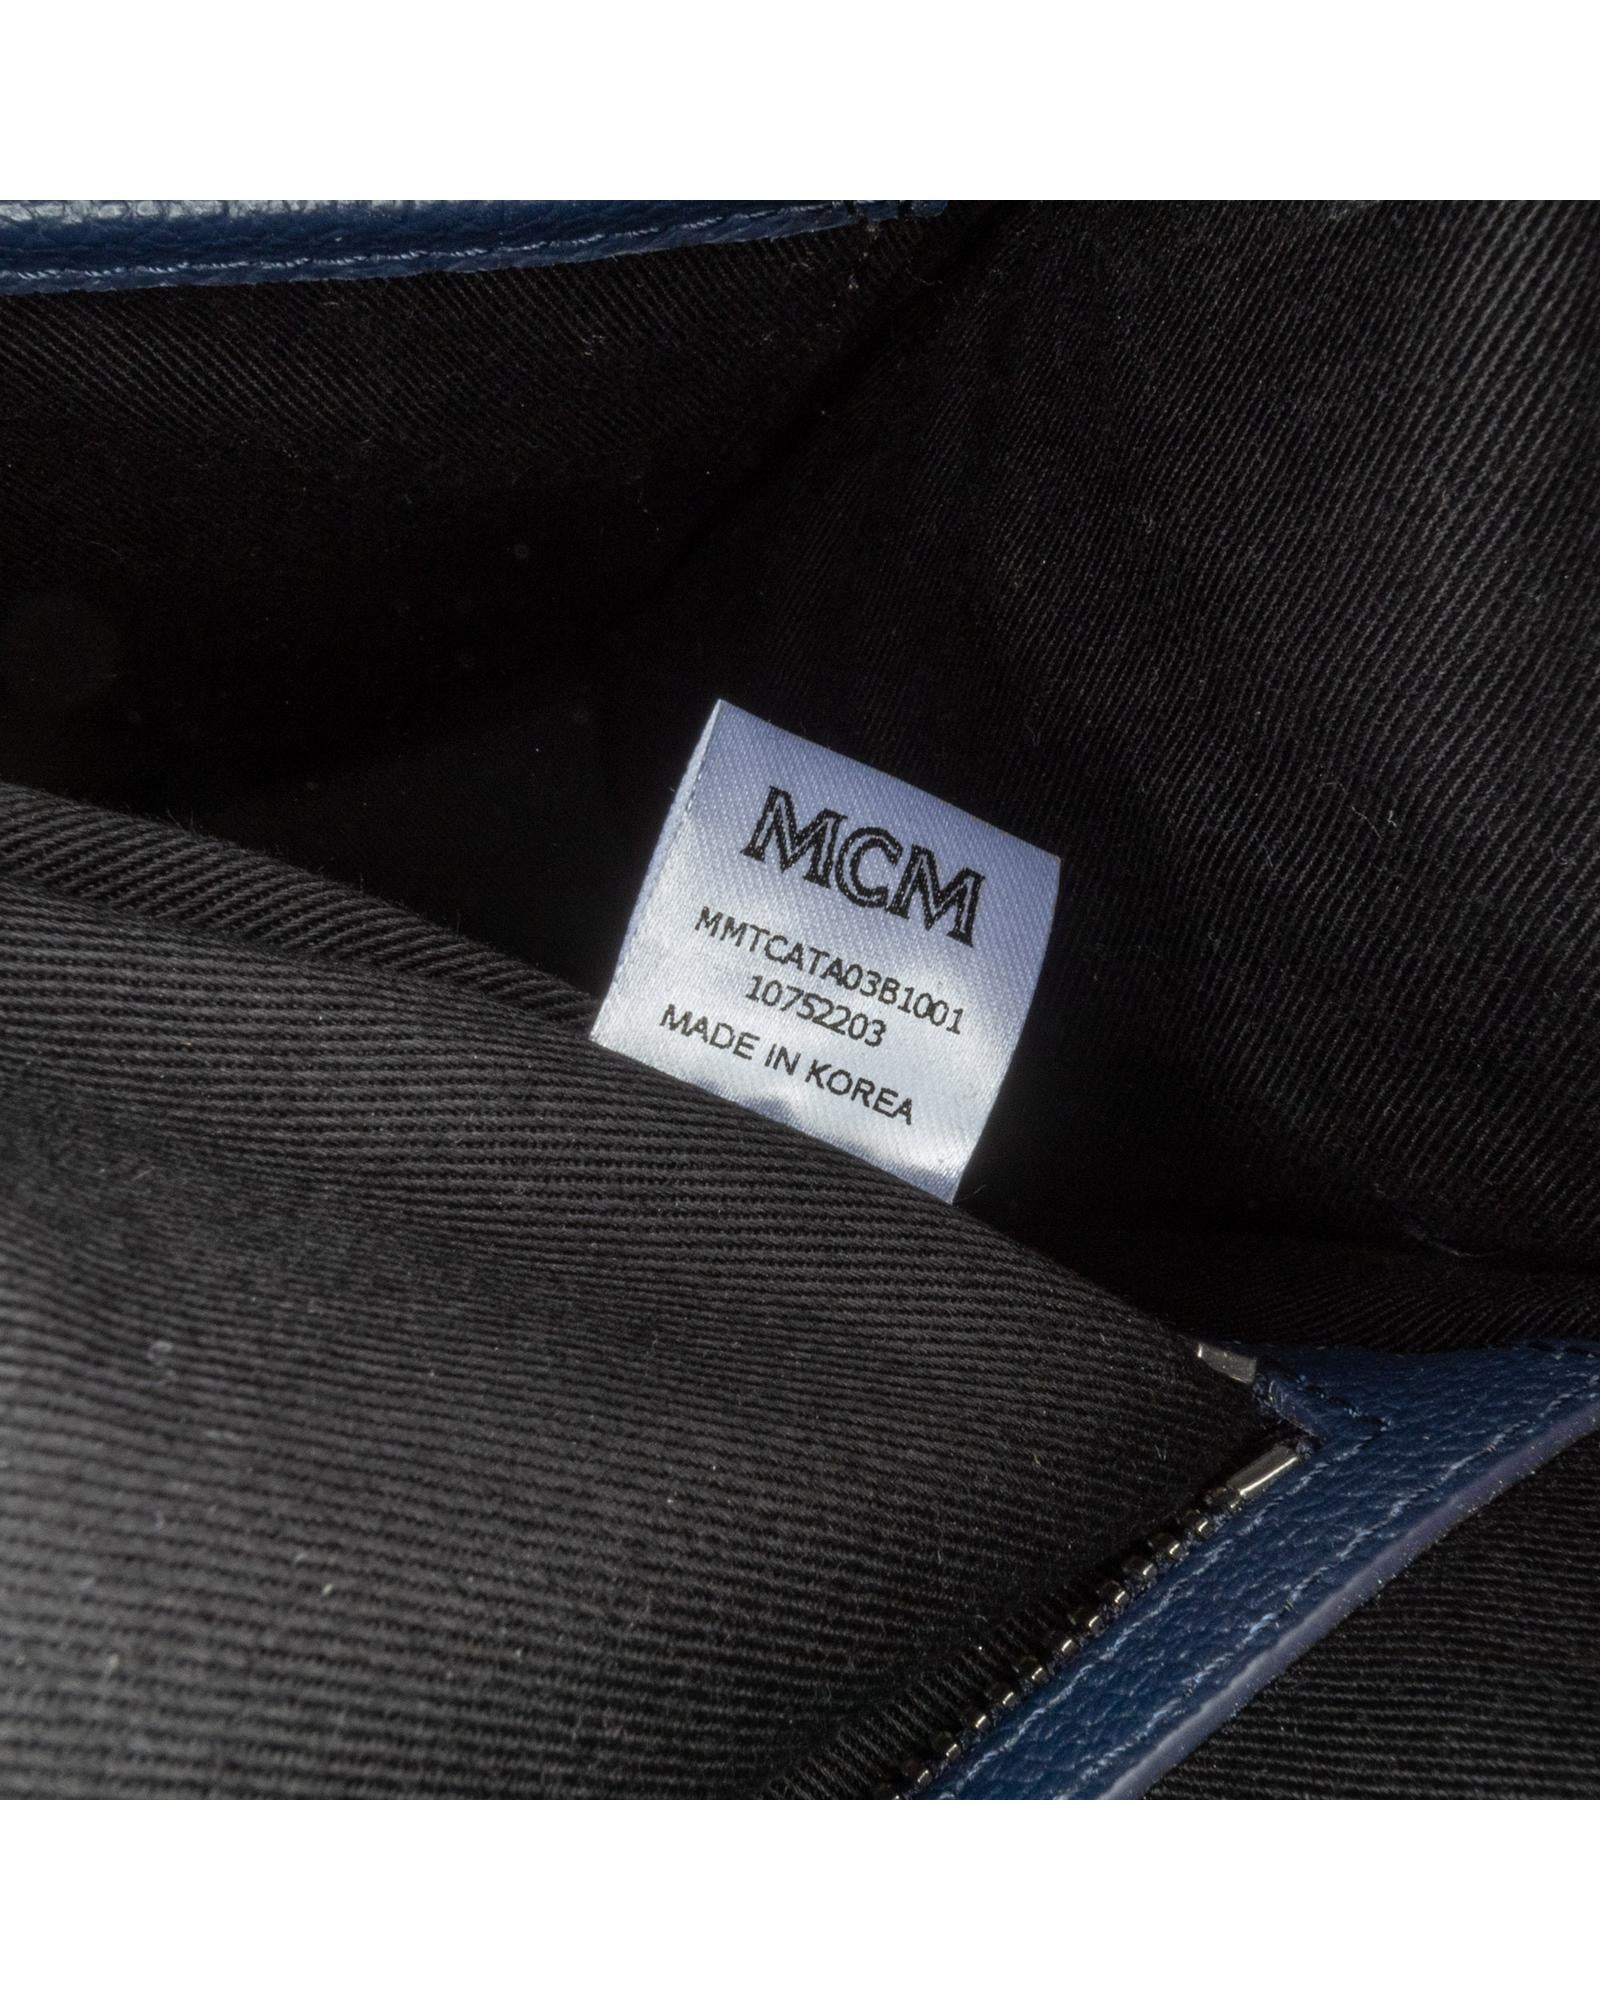 MCM
MMTCATA03B1001
10752203
MADE IN KOREA